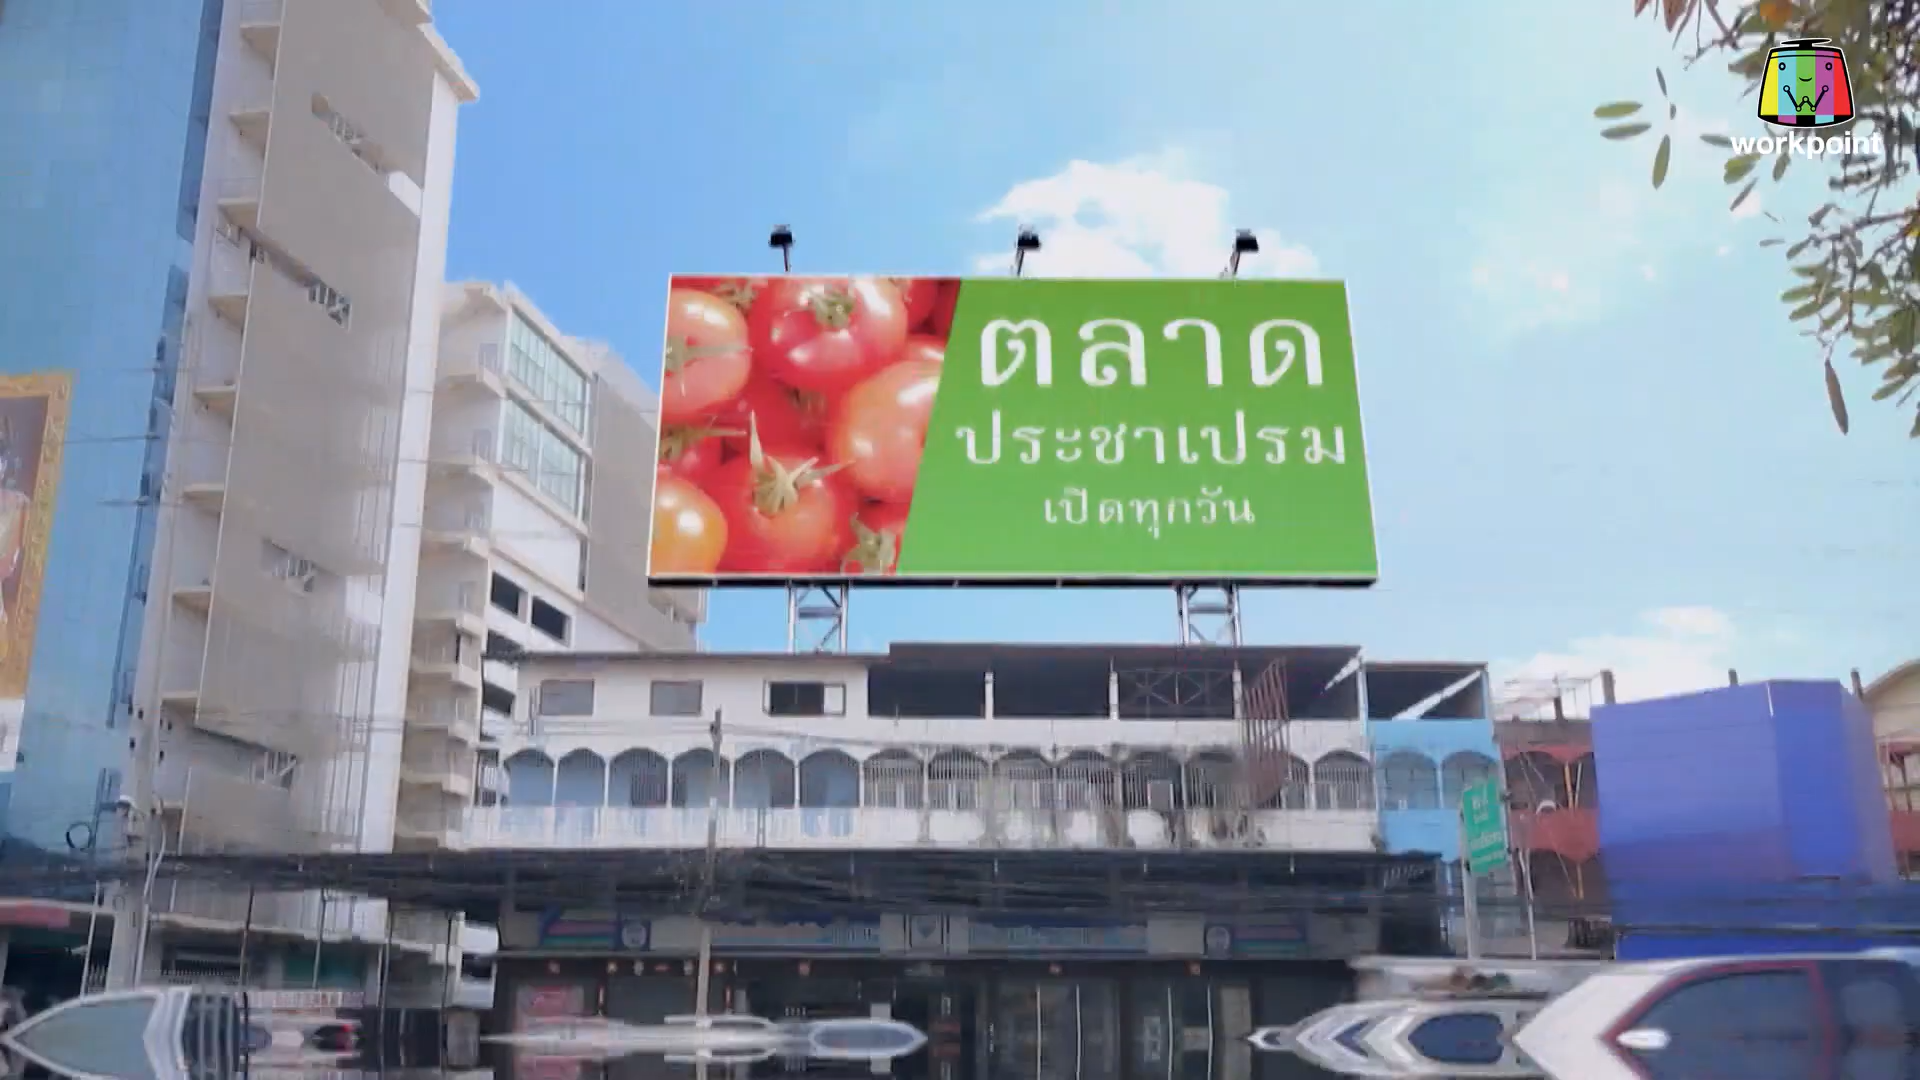 workpoint
ตลาด
ประชาเปรม
เปิดทุกวัน